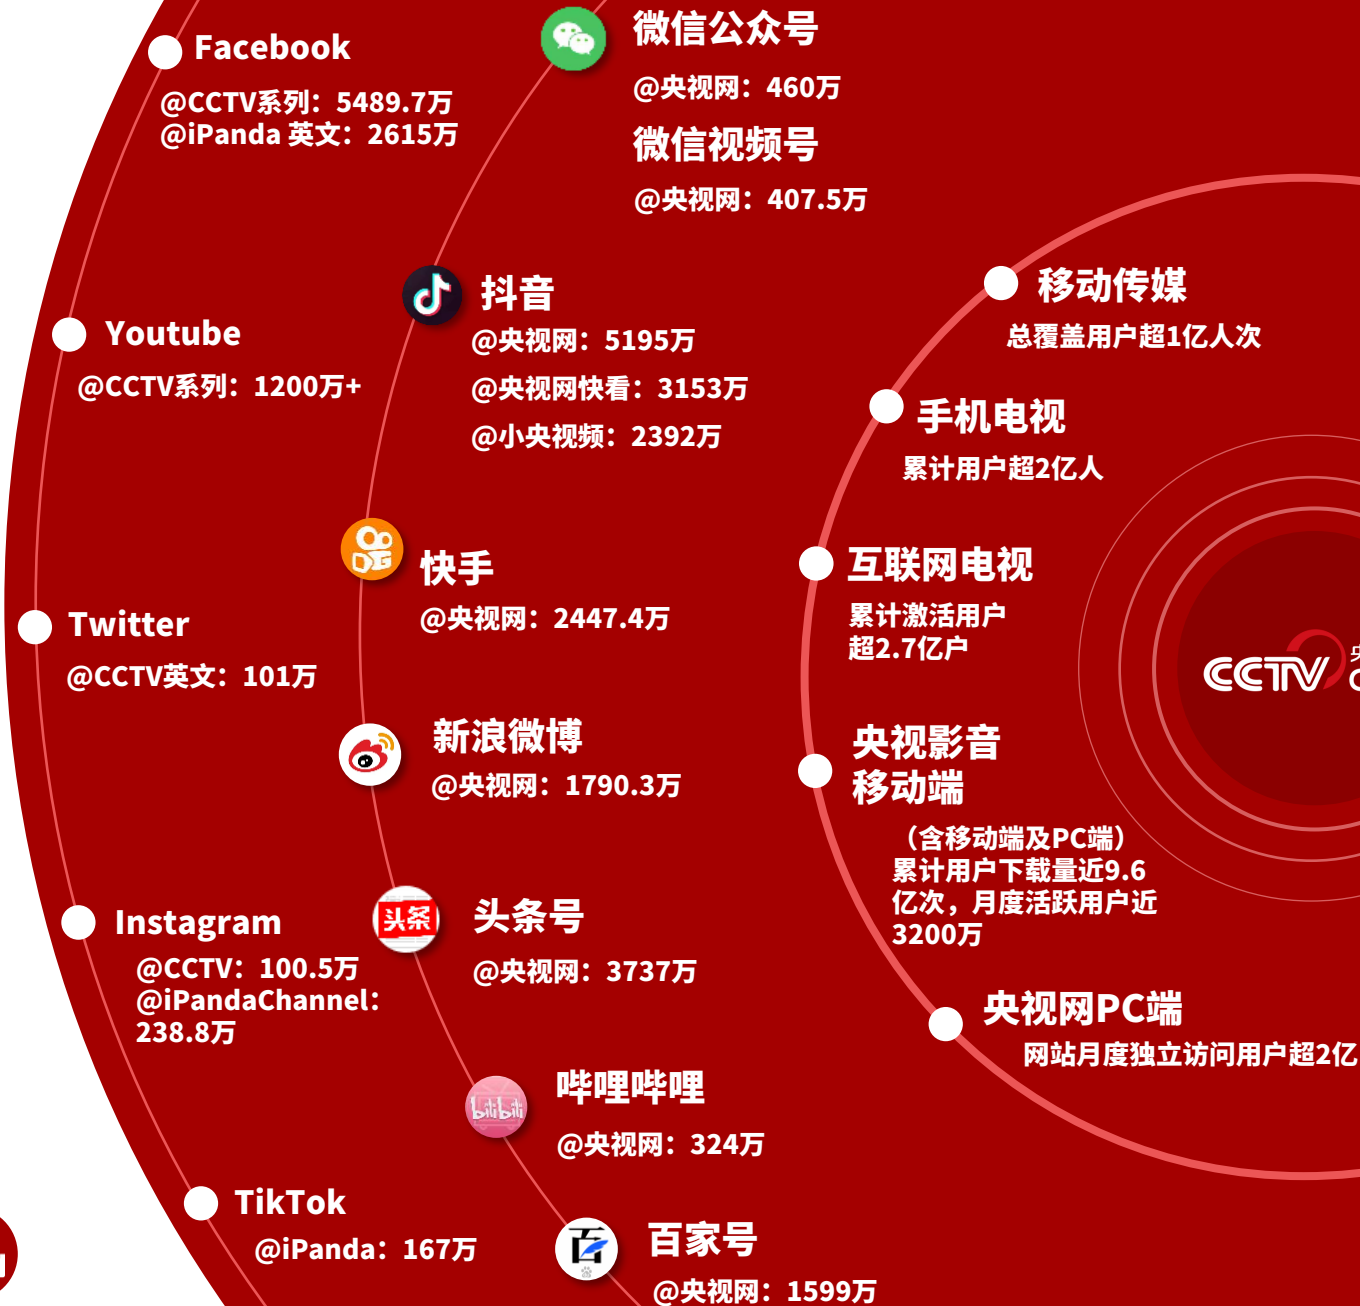 Facebook
@CCTV系列：5489.7万
@iPanda 英文：2615万
Youtube
@CCTV系列：1200万+
Twitter
@CCTV英文：101万
Instagram
@CCTV：100.5万
@iPandaChannel：
238.8万
TikTok
@iPanda：167万
微信公众号
@央视网：460万
微信视频号
@央视网：407.5万
抖音
@央视网：5195万
@央视网快看：3153万
@小央视频：2392万
快手
@央视网：2447.4万
新浪微博
@央视网：1790.3万
头条
头条号
@央视网：3737万
bilibili
哔哩哔哩
@央视网：324万
百
百家号
@央视网：1599万
移动传媒
总覆盖用户超1亿人次
手机电视
累计用户超2亿人
互联网电视
累计激活用户
超2.7亿户
央视影音
移动端
（含移动端及PC端）
累计用户下载量近9.6
亿次，月度活跃用户近
3200万
央视网PC端
网站月度独立访问用户超2亿
CCTV
央